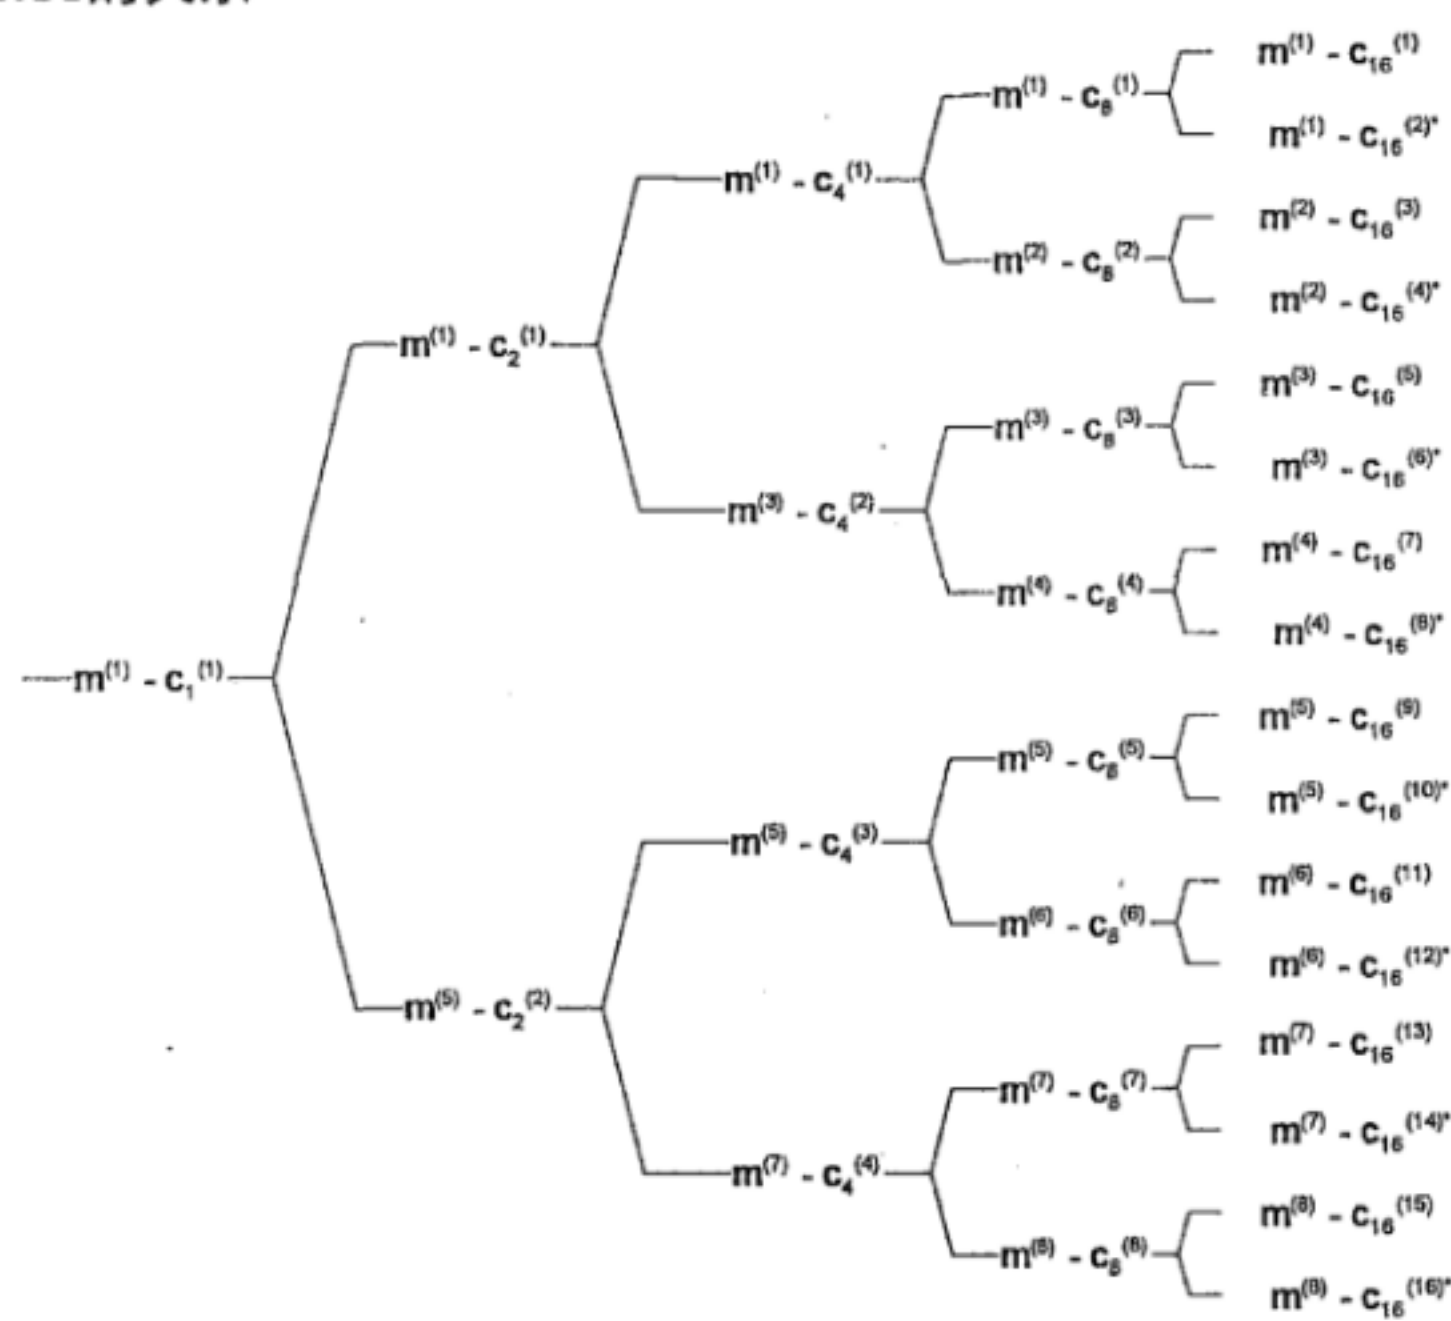 m⁽¹⁾ - c₁₆⁽¹⁾
m⁽¹⁾ - c₈⁽¹⁾
m⁽¹⁾ - c₁₆⁽²⁾*
m⁽¹⁾ - c₄⁽¹⁾
m⁽²⁾ - c₁₆⁽³⁾
m⁽²⁾ - c₈⁽²⁾
m⁽²⁾ - c₁₆⁽⁴⁾*
m⁽¹⁾ - c₂⁽¹⁾
m⁽³⁾ - c₁₆⁽⁵⁾
m⁽³⁾ - c₈⁽³⁾
m⁽³⁾ - c₁₆⁽⁶⁾*
m⁽³⁾ - c₄⁽²⁾
m⁽⁴⁾ - c₁₆⁽⁷⁾
m⁽⁴⁾ - c₈⁽⁴⁾
m⁽⁴⁾ - c₁₆⁽⁸⁾*
m⁽¹⁾ - c₁⁽¹⁾
m⁽⁵⁾ - c₁₆⁽⁹⁾
m⁽⁵⁾ - c₈⁽⁵⁾
m⁽⁵⁾ - c₁₆⁽¹⁰⁾*
m⁽⁵⁾ - c₄⁽³⁾
m⁽⁶⁾ - c₁₆⁽¹¹⁾
m⁽⁶⁾ - c₈⁽⁶⁾
m⁽⁶⁾ - c₁₆⁽¹²⁾*
m⁽⁵⁾ - c₂⁽²⁾
m⁽⁷⁾ - c₁₆⁽¹³⁾
m⁽⁷⁾ - c₈⁽⁷⁾
m⁽⁷⁾ - c₁₆⁽¹⁴⁾*
m⁽⁷⁾ - c₄⁽⁴⁾
m⁽⁸⁾ - c₁₆⁽¹⁵⁾
m⁽⁸⁾ - c₈⁽⁸⁾
m⁽⁸⁾ - c₁₆⁽¹⁶⁾*